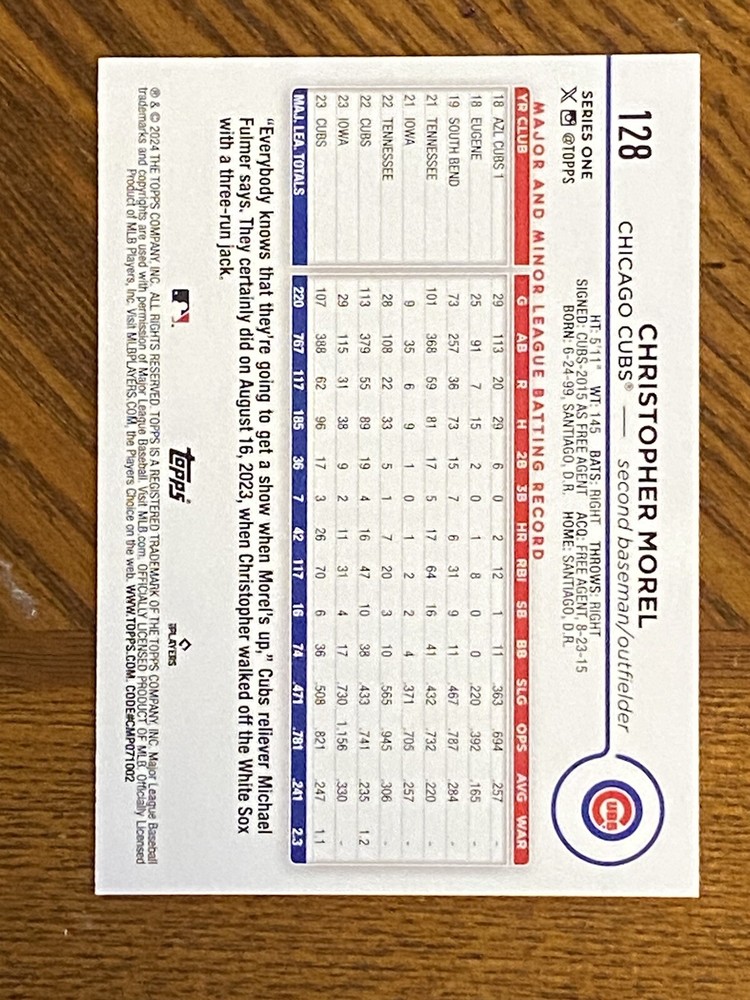 128
CHRISTOPHER MOREL
CHICAGO CUBS® — second baseman/outfielder
SERIES ONE
X @TOPPS
HT: 5'11" WT: 145 BATS: RIGHT THROWS: RIGHT
SIGNED: CUBS-2015 AS FREE AGENT ACQ: FREE AGENT, 8-23-15
BORN: 6-24-99, SANTIAGO, D.R. HOME: SANTIAGO, D.R.
CUBS
MAJOR AND MINOR LEAGUE BATTING RECORD
YR CLUB G AB R H 2B 3B HR RBI SB BB SLG OPS AVG WAR
18 AZL CUBS 1 29 113 20 29 6 0 2 12 1 11 .363 .694 .257 -
18 EUGENE 25 91 7 15 2 0 1 8 0 0 .220 .392 .165 -
19 SOUTH BEND 73 257 36 73 15 7 6 31 9 11 .467 .787 .284 -
21 TENNESSEE 101 368 59 81 17 5 17 64 16 41 .432 .732 .220 -
21 IOWA 9 35 6 9 1 0 1 2 2 4 .371 .705 .257 -
22 TENNESSEE 28 108 22 33 5 1 7 20 3 10 .565 .945 .306 -
22 CUBS 113 379 55 89 19 4 16 47 10 38 .433 .741 .235 1.2
23 IOWA 29 115 31 38 9 2 11 31 4 17 .730 1.156 .330 -
23 CUBS 107 388 62 96 17 3 26 70 6 36 .508 .821 .247 1.1
MAJ. LEA. TOTALS 220 767 117 185 36 7 42 117 16 74 .471 .781 .241 2.3
"Everybody knows that they're going to get a show when Morel's up," Cubs reliever Michael
Fulmer says. They certainly did on August 16, 2023, when Christopher walked off the White Sox
with a three-run jack.
topps
PLAYERS
® & © 2024 THE TOPPS COMPANY, INC. ALL RIGHTS RESERVED. TOPPS IS A REGISTERED TRADEMARK OF THE TOPPS COMPANY, INC. Major League Baseball
trademarks and copyrights are used with permission of Major League Baseball. Visit MLB.com. OFFICIALLY LICENSED PRODUCT OF MLB. Officially Licensed
Product of MLB Players, Inc. Visit MLBPLAYERS.COM, the Players Choice on the web. WWW.TOPPS.COM. CODE#CMP071002